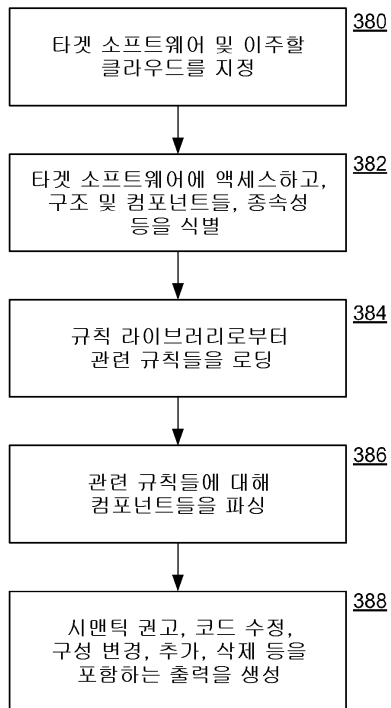 380
타겟 소프트웨어 및 이주할
클라우드를 지정
382
타겟 소프트웨어에 액세스하고,
구조 및 컴포넌트들, 종속성
등을 식별
384
규칙 라이브러리로부터
관련 규칙들을 로딩
386
관련 규칙들에 대해
컴포넌트들을 파싱
388
시맨틱 권고, 코드 수정,
구성 변경, 추가, 삭제 등을
포함하는 출력을 생성